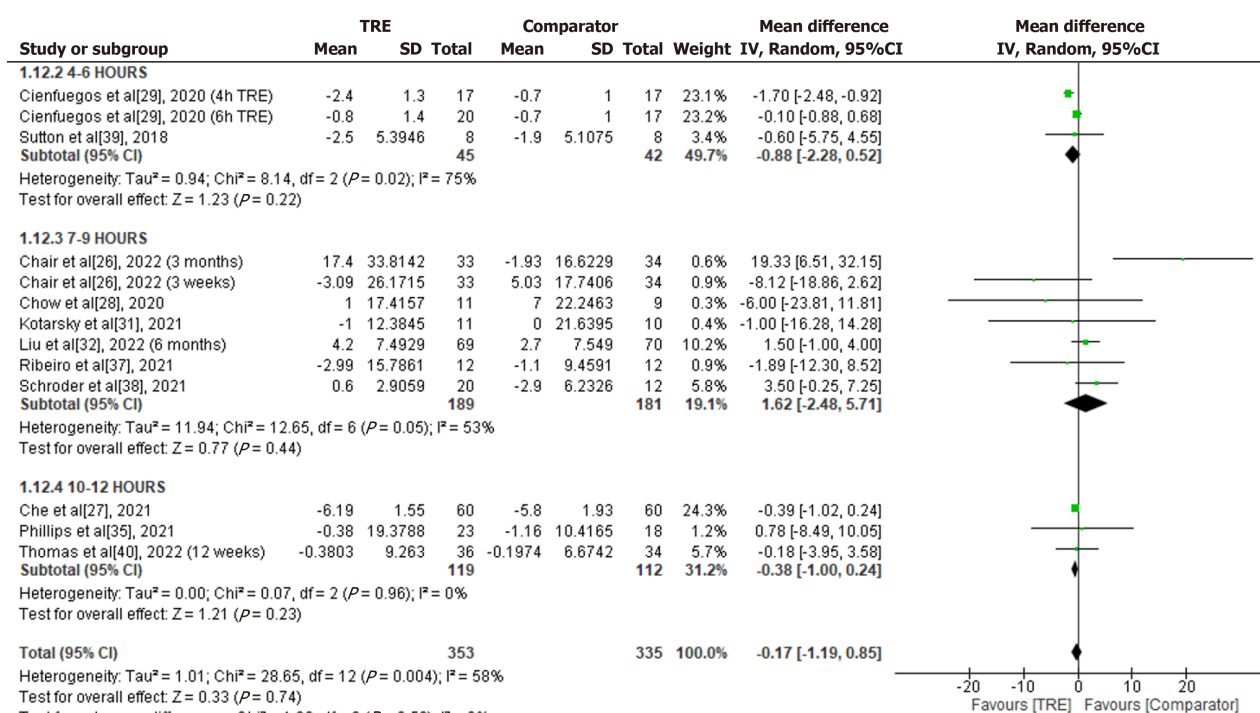 TRE Comparator Mean difference Mean difference
Study or subgroup Mean SD Total Mean SD Total Weight IV, Random, 95%CI IV, Random, 95%CI
1.12.2 4-6 HOURS
Cienfuegos et al[29], 2020 (4h TRE) -2.4 1.3 17 -0.7 1 17 23.1% -1.70 [-2.48, -0.92]
Cienfuegos et al[29], 2020 (6h TRE) -0.8 1.4 20 -0.7 1 17 23.2% -0.10 [-0.88, 0.68]
Sutton et al[39], 2018 -2.5 5.3946 8 -1.9 5.1075 8 3.4% -0.60 [-5.75, 4.55]
Subtotal (95% CI) 45 42 49.7% -0.88 [-2.28, 0.52]
Heterogeneity: Tau² = 0.94; Chi² = 8.14, df = 2 (P = 0.02); I² = 75%
Test for overall effect: Z = 1.23 (P = 0.22)
1.12.3 7-9 HOURS
Chair et al[26], 2022 (3 months) 17.4 33.8142 33 -1.93 16.6229 34 0.6% 19.33 [6.51, 32.15]
Chair et al[26], 2022 (3 weeks) -3.09 26.1715 33 5.03 17.7406 34 0.9% -8.12 [-18.86, 2.62]
Chow et al[28], 2020 1 17.4157 11 7 22.2463 9 0.3% -6.00 [-23.81, 11.81]
Kotarsky et al[31], 2021 -1 12.3845 11 0 21.6395 10 0.4% -1.00 [-16.28, 14.28]
Liu et al[32], 2022 (6 months) 4.2 7.4929 69 2.7 7.549 70 10.2% 1.50 [-1.00, 4.00]
Ribeiro et al[37], 2021 -2.99 15.7861 12 -1.1 9.4591 12 0.9% -1.89 [-12.30, 8.52]
Schroder et al[38], 2021 0.6 2.9059 20 -2.9 6.2326 12 5.8% 3.50 [-0.25, 7.25]
Subtotal (95% CI) 189 181 19.1% 1.62 [-2.48, 5.71]
Heterogeneity: Tau² = 11.94; Chi² = 12.65, df = 6 (P = 0.05); I² = 53%
Test for overall effect: Z = 0.77 (P = 0.44)
1.12.4 10-12 HOURS
Che et al[27], 2021 -6.19 1.55 60 -5.8 1.93 60 24.3% -0.39 [-1.02, 0.24]
Phillips et al[35], 2021 -0.38 19.3788 23 -1.16 10.4165 18 1.2% 0.78 [-8.49, 10.05]
Thomas et al[40], 2022 (12 weeks) -0.3803 9.263 36 -0.1974 6.6742 34 5.7% -0.18 [-3.95, 3.58]
Subtotal (95% CI) 119 112 31.2% -0.38 [-1.00, 0.24]
Heterogeneity: Tau² = 0.00; Chi² = 0.07, df = 2 (P = 0.96); I² = 0%
Test for overall effect: Z = 1.21 (P = 0.23)
Total (95% CI) 353 335 100.0% -0.17 [-1.19, 0.85]
Heterogeneity: Tau² = 1.01; Chi² = 28.65, df = 12 (P = 0.004); I² = 58%
Test for overall effect: Z = 0.33 (P = 0.74)
-20 -10 0 10 20
Favours [TRE] Favours [Comparator]